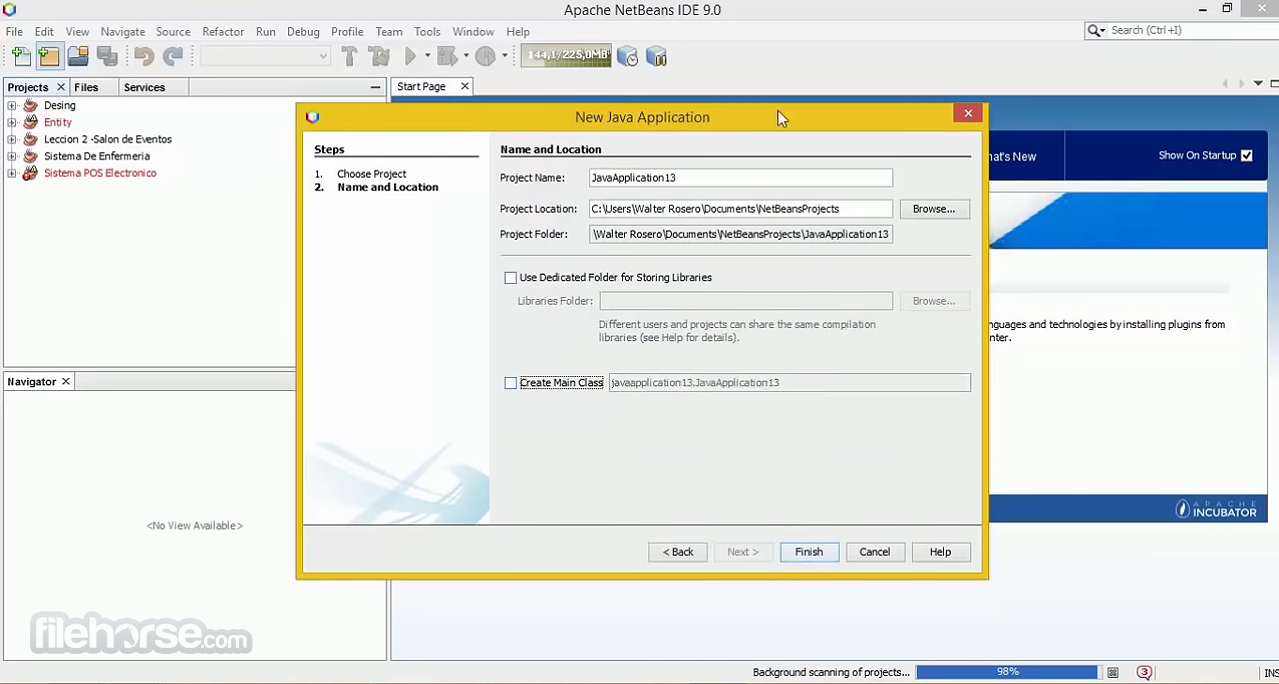 Apache NetBeans IDE 9.0
File Edit View Navigate Source Refactor Run Debug Profile Team Tools Window Help
Search (Ctrl+I)
144,1/225,0MB
Projects Files Services
Start Page
Desing
Entity
Leccion 2 -Salon de Eventos
Sistema De Enfermeria
Sistema POS Electronico
Navigator
<No View Available>
New Java Application
Steps
1. Choose Project
2. Name and Location
Name and Location
Project Name: JavaApplication13
Project Location: C:\Users\Walter Rosero\Documents\NetBeansProjects Browse...
Project Folder: \Walter Rosero\Documents\NetBeansProjects\JavaApplication13
Use Dedicated Folder for Storing Libraries
Libraries Folder: Browse...
Different users and projects can share the same compilation
libraries (see Help for details).
Create Main Class javaapplication13.JavaApplication13
< Back Next > Finish Cancel Help
hat's New Show On Startup
nguages and technologies by installing plugins from
nter.
APACHE
INCUBATOR
filehorse.com
Background scanning of projects... 98% 3 INS